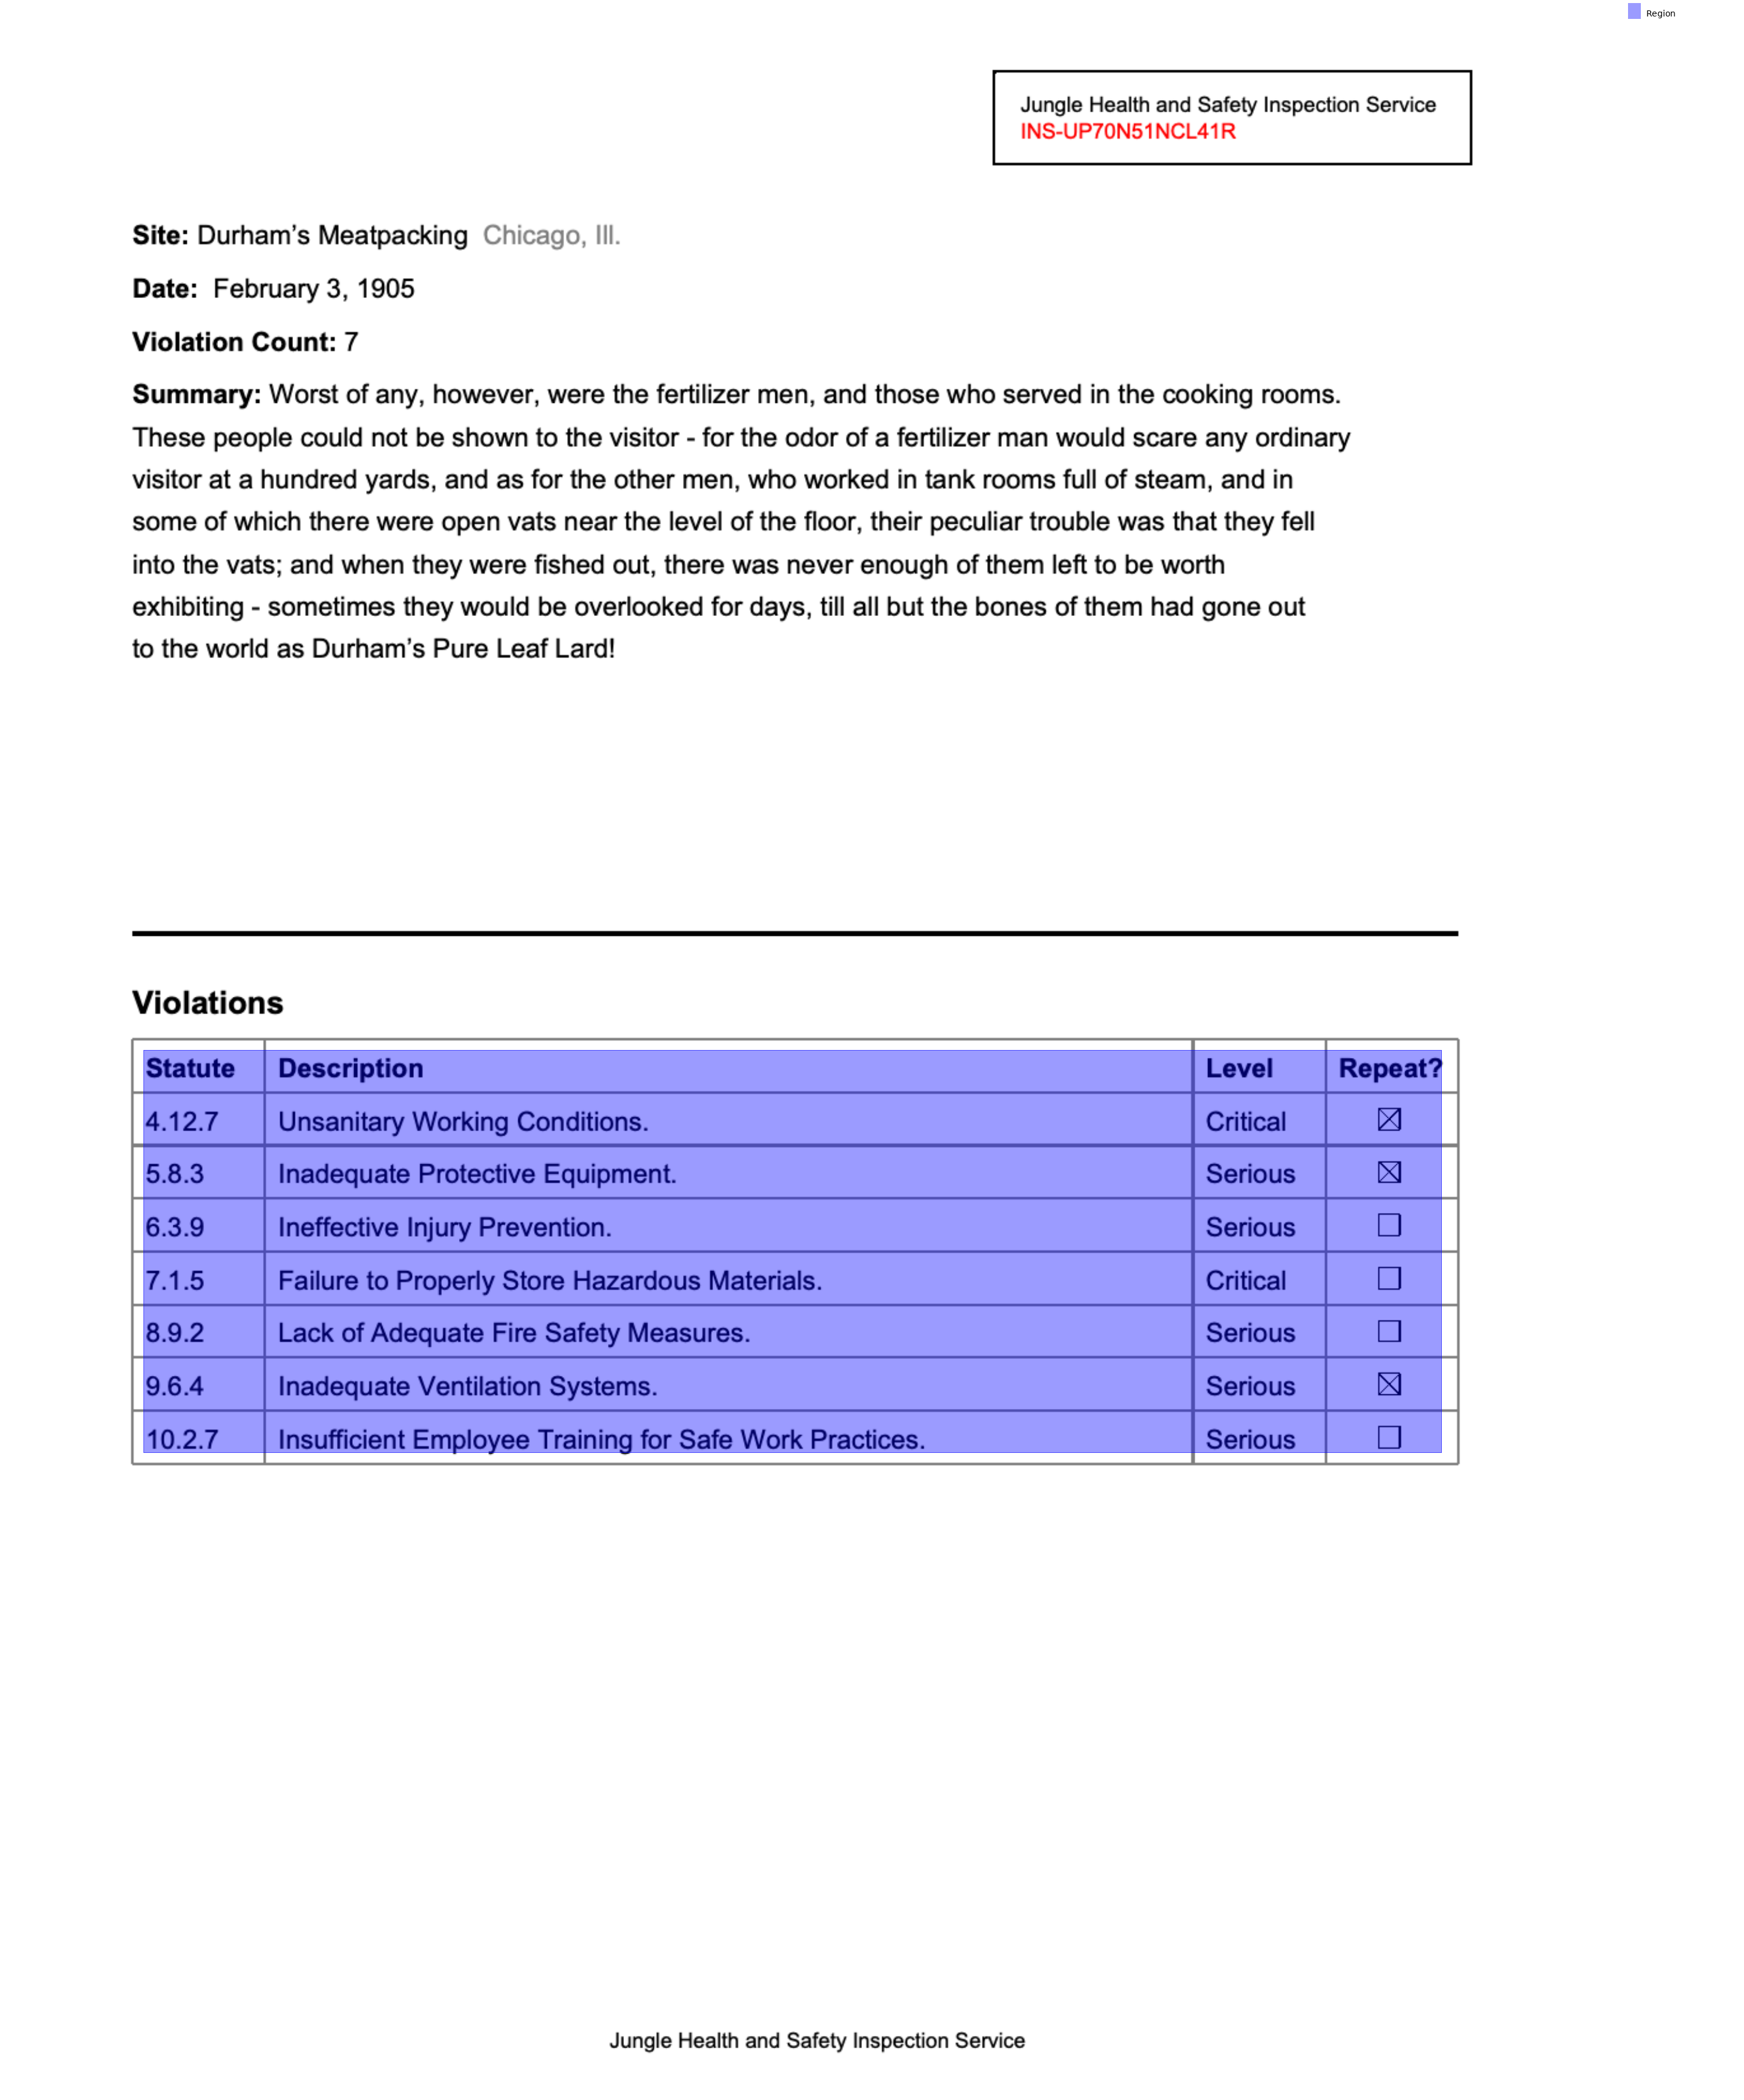 Region
Jungle Health and Safety Inspection Service
INS-UP70N51NCL41R
Site: Durham’s Meatpacking Chicago, Ill.
Date: February 3, 1905
Violation Count: 7
Summary: Worst of any, however, were the fertilizer men, and those who served in the cooking rooms.
These people could not be shown to the visitor - for the odor of a fertilizer man would scare any ordinary
visitor at a hundred yards, and as for the other men, who worked in tank rooms full of steam, and in
some of which there were open vats near the level of the floor, their peculiar trouble was that they fell
into the vats; and when they were fished out, there was never enough of them left to be worth
exhibiting - sometimes they would be overlooked for days, till all but the bones of them had gone out
to the world as Durham’s Pure Leaf Lard!
Violations
Statute Description Level Repeat?
4.12.7 Unsanitary Working Conditions. Critical ☒
5.8.3 Inadequate Protective Equipment. Serious ☒
6.3.9 Ineffective Injury Prevention. Serious ☐
7.1.5 Failure to Properly Store Hazardous Materials. Critical ☐
8.9.2 Lack of Adequate Fire Safety Measures. Serious ☐
9.6.4 Inadequate Ventilation Systems. Serious ☒
10.2.7 Insufficient Employee Training for Safe Work Practices. Serious ☐
Jungle Health and Safety Inspection Service